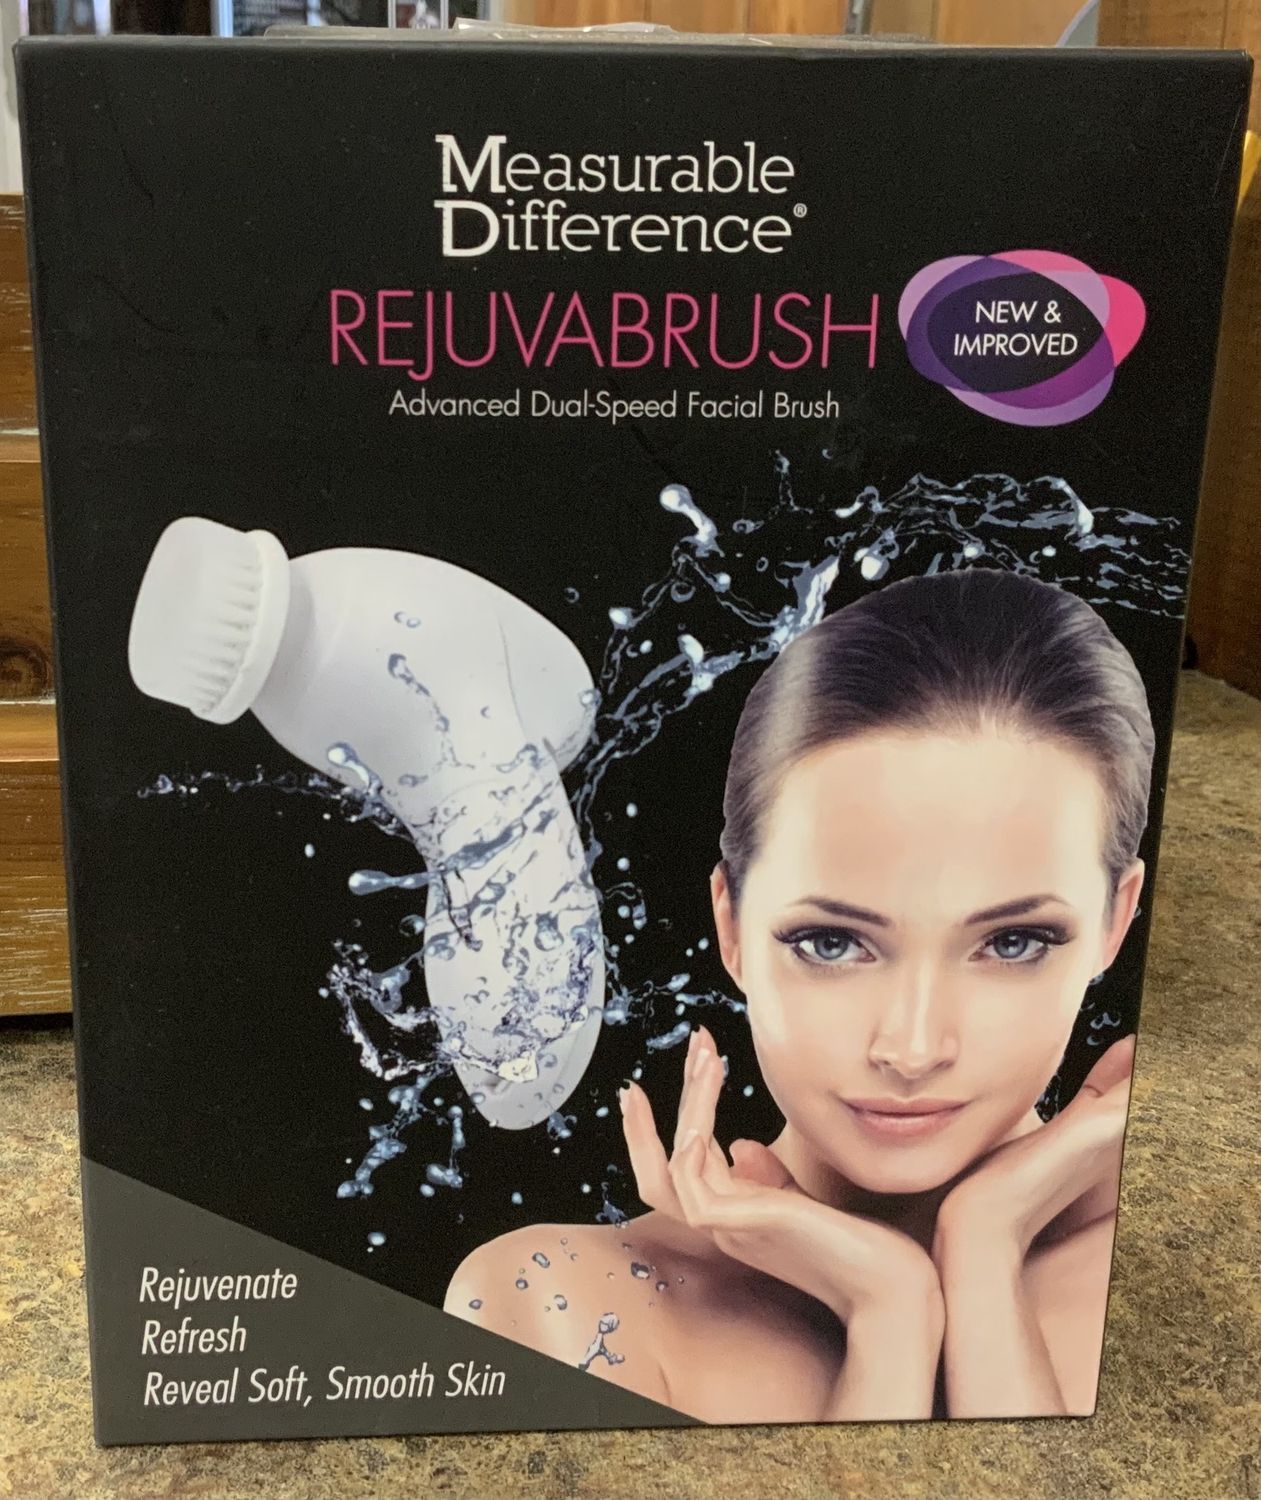 Measurable
Difference®
REJUVABRUSH
NEW &
IMPROVED
Advanced Dual-Speed Facial Brush
Rejuvenate
Refresh
Reveal Soft, Smooth Skin